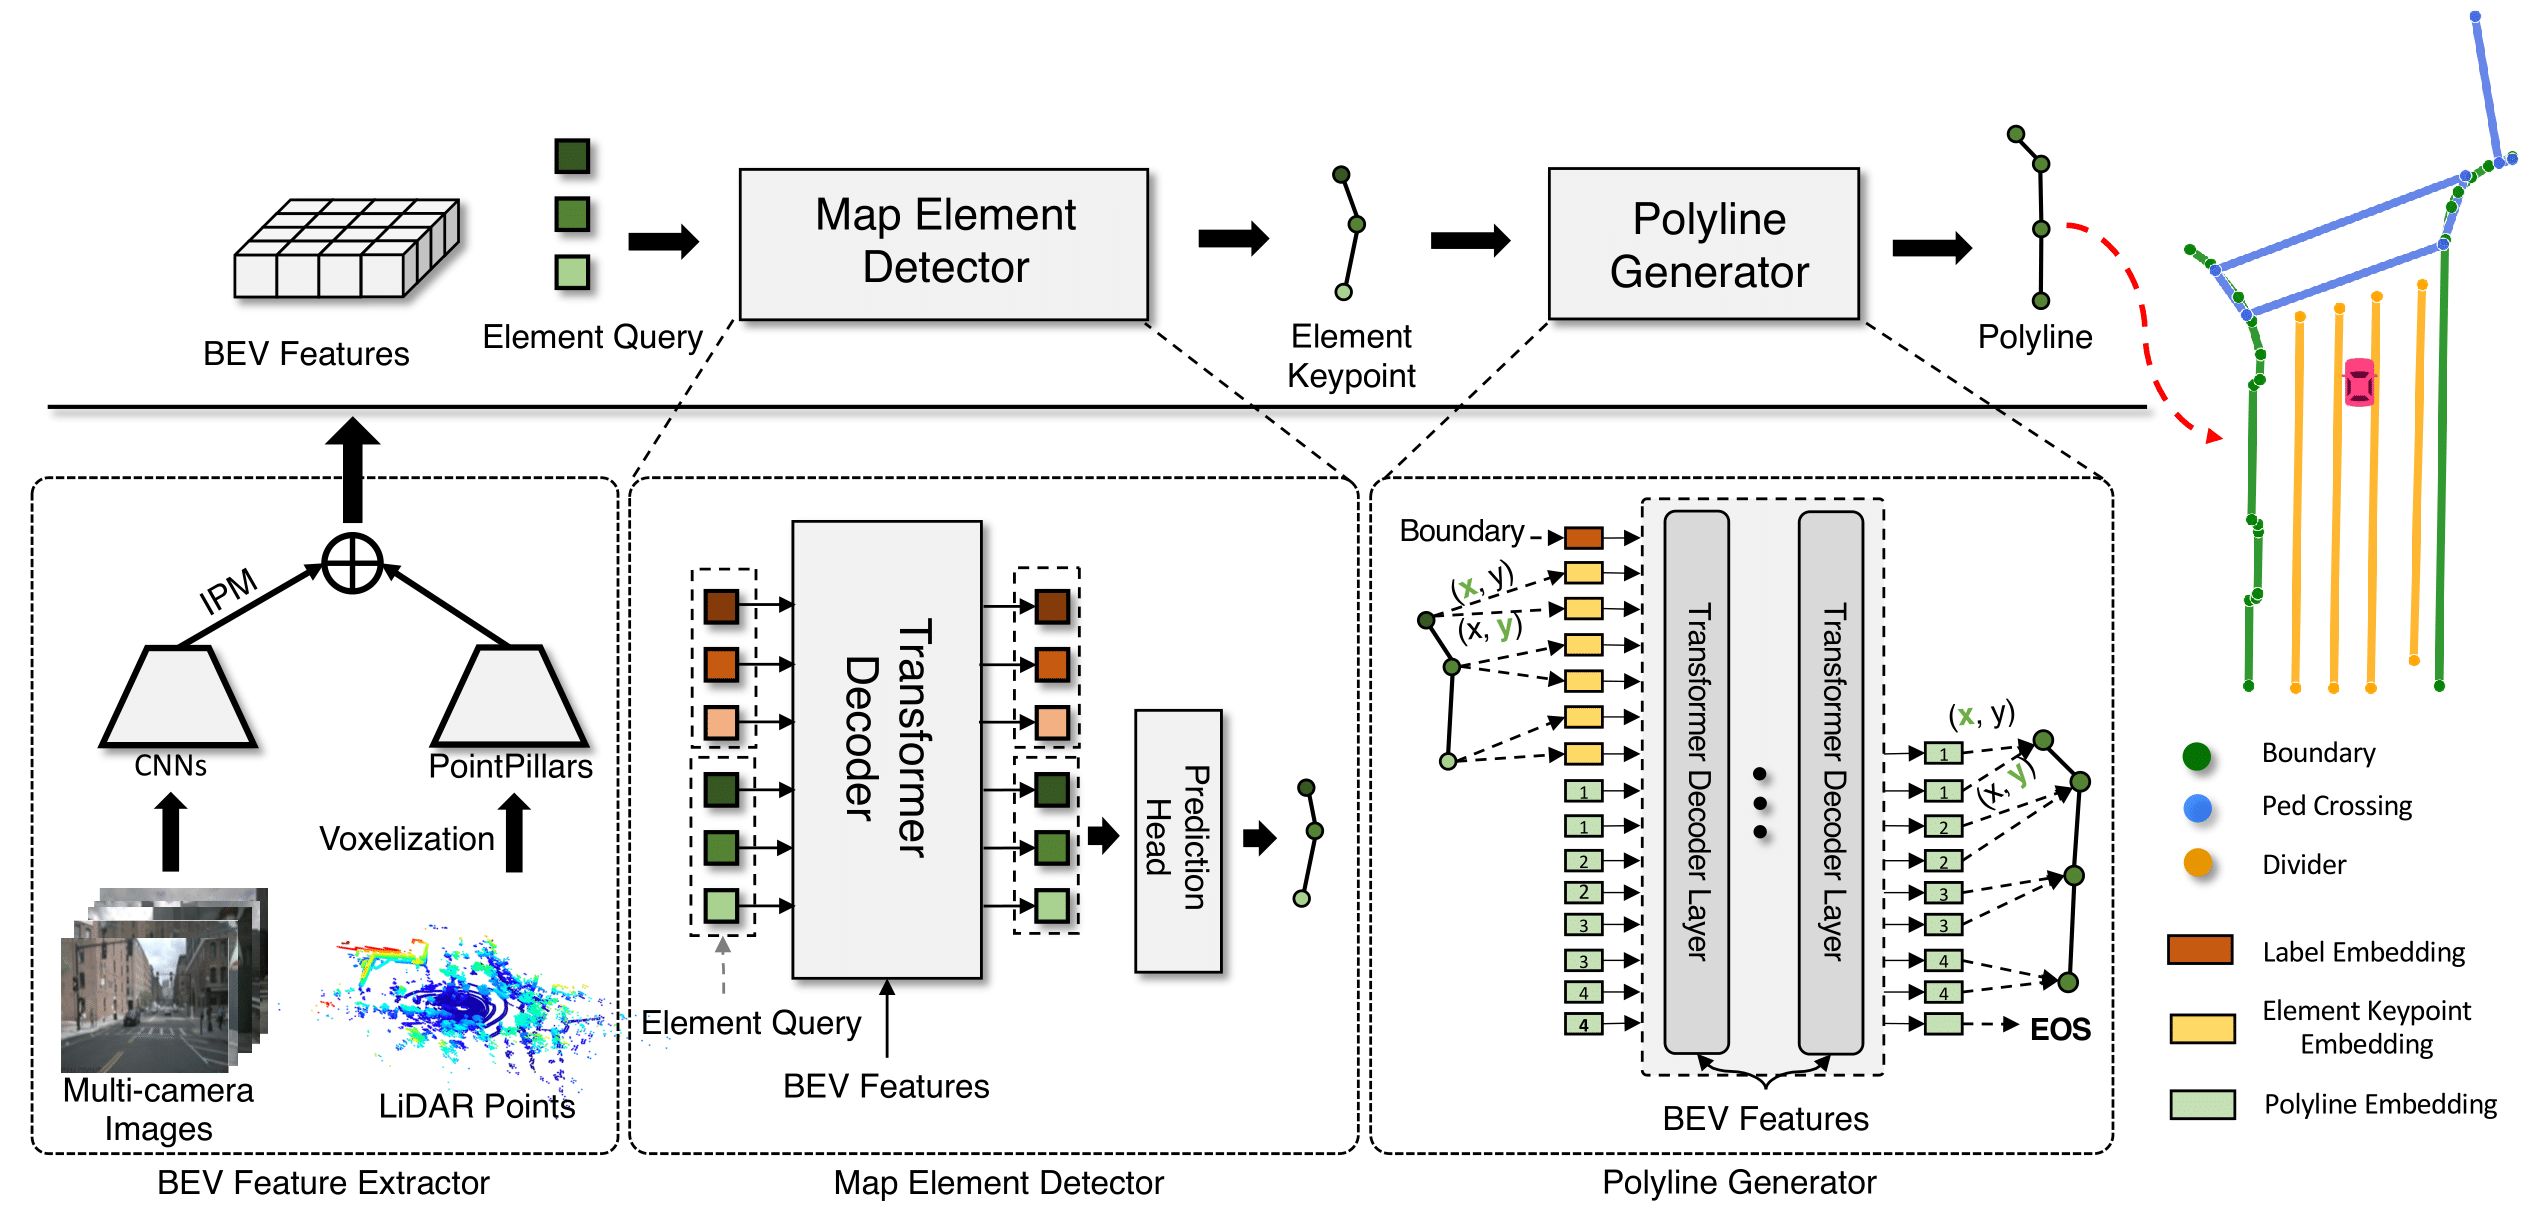 Map Element
Detector
Polyline
Generator
BEV Features
Element Query
Element
Keypoint
Polyline
IPM
CNNs
PointPillars
Voxelization
Multi-camera
Images
LiDAR Points
BEV Feature Extractor
Transformer
Decoder
Prediction
Head
Element Query
BEV Features
Map Element Detector
Boundary
(x, y)
(x, y)
1
1
2
2
3
3
4
4
Transformer Decoder Layer
Transformer Decoder Layer
(x, y)
(x, y)
1
1
2
2
3
3
4
4
EOS
BEV Features
Polyline Generator
Boundary
Ped Crossing
Divider
Label Embedding
Element Keypoint
Embedding
Polyline Embedding